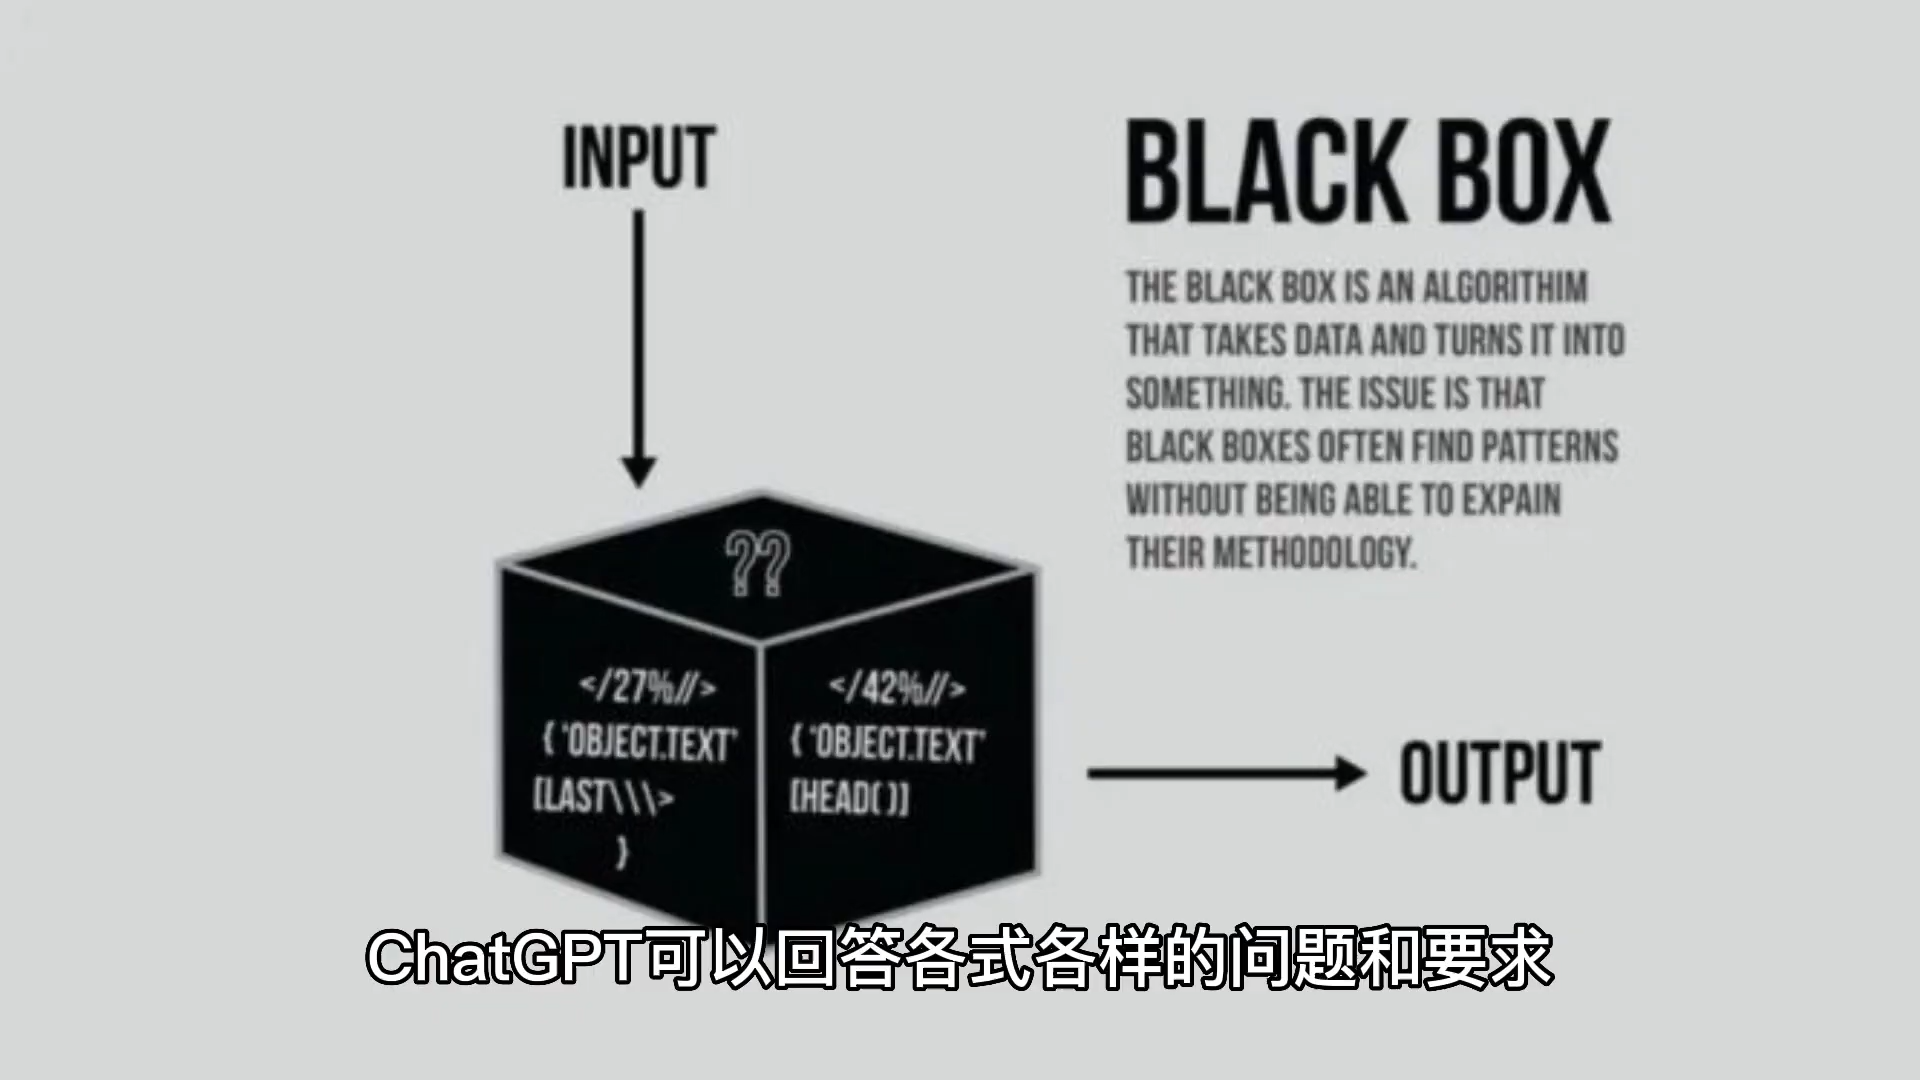 INPUT
BLACK BOX
THE BLACK BOX IS AN ALGORITHIM
THAT TAKES DATA AND TURNS IT INTO
SOMETHING. THE ISSUE IS THAT
BLACK BOXES OFTEN FIND PATTERNS
WITHOUT BEING ABLE TO EXPAIN
THEIR METHODOLOGY.
??
</27%//>
{ 'OBJECT.TEXT'
[LAST\\\>
}
</42%//>
{ 'OBJECT.TEXT'
[HEAD( )]
OUTPUT
ChatGPT可以回答各式各样的问题和要求